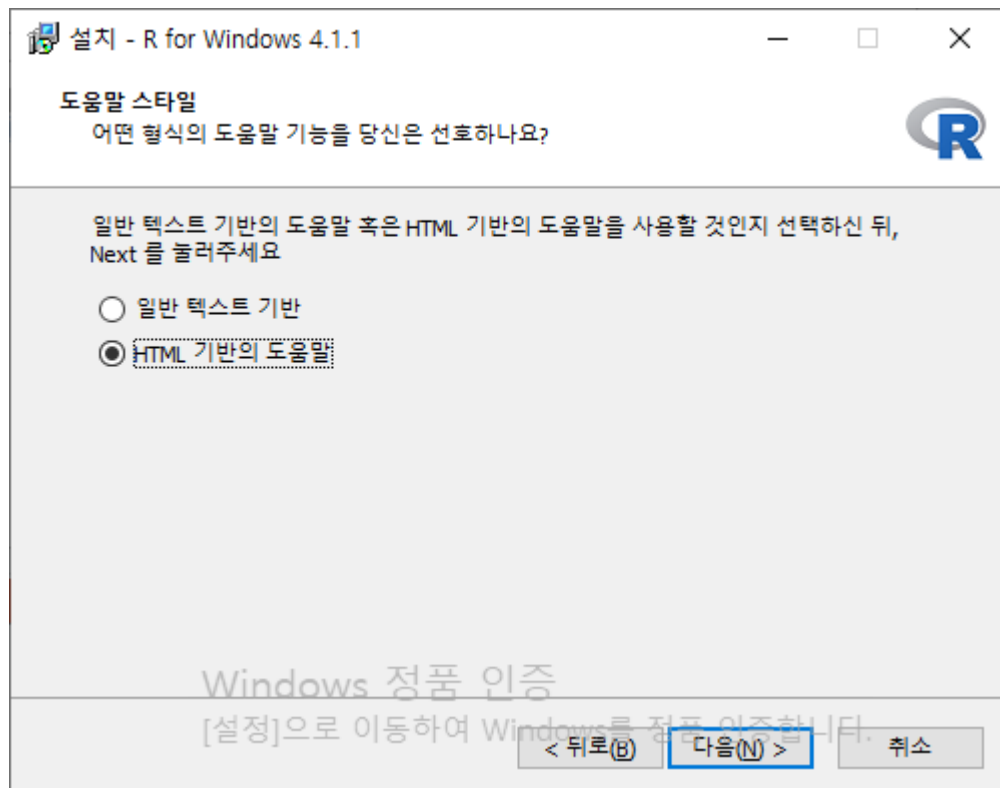 설치 - R for Windows 4.1.1
도움말 스타일
어떤 형식의 도움말 기능을 당신은 선호하나요?
R
일반 텍스트 기반의 도움말 혹은 HTML 기반의 도움말을 사용할 것인지 선택하신 뒤,
Next 를 눌러주세요
일반 텍스트 기반
HTML 기반의 도움말
Windows 정품 인증
[설정]으로 이동하여 Windows를 정품 인증합니다.
< 뒤로(B) 다음(N) > 취소